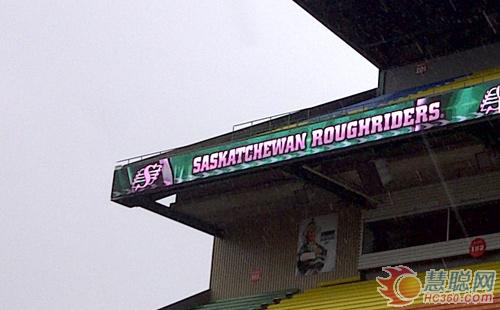 SASKATCHEWAN ROUGHRIDERS
慧聪网
HC360.com